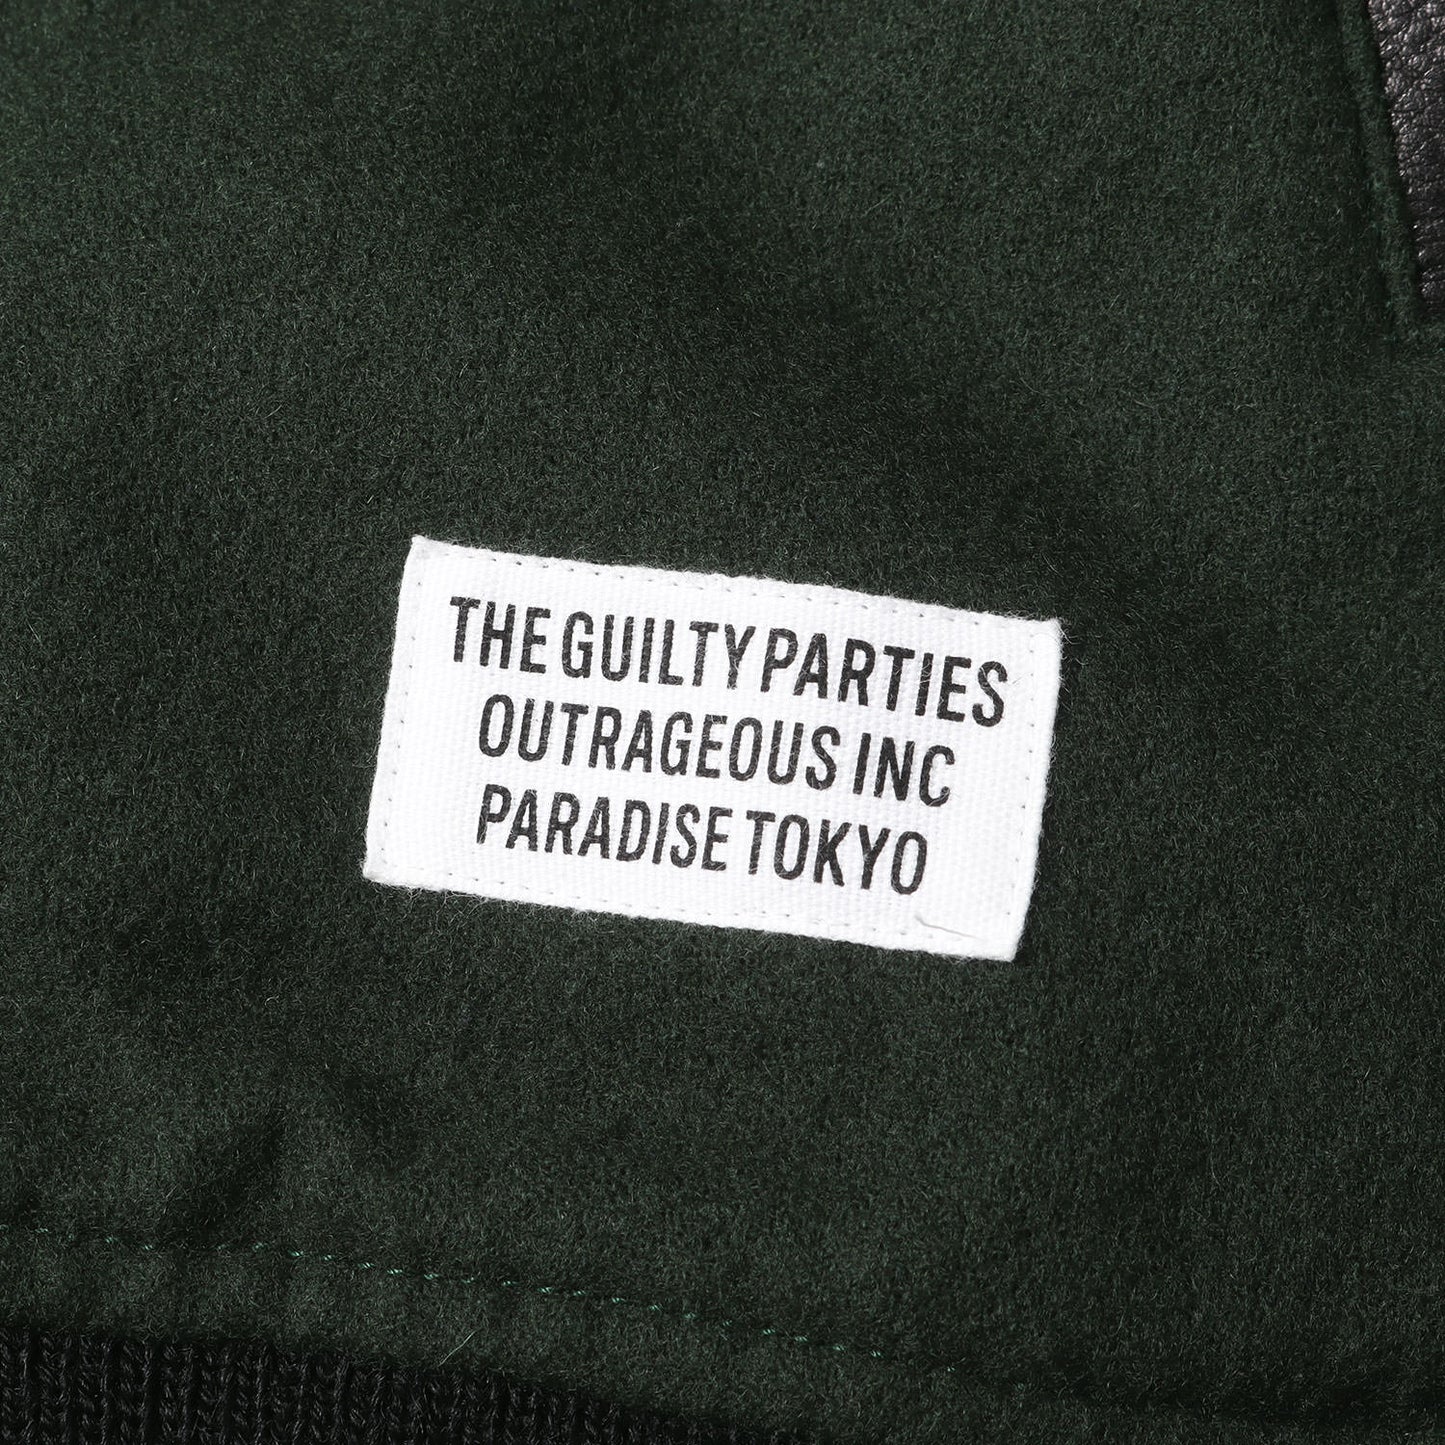 THE GUILTY PARTIES
OUTRAGEOUS INC
PARADISE TOKYO